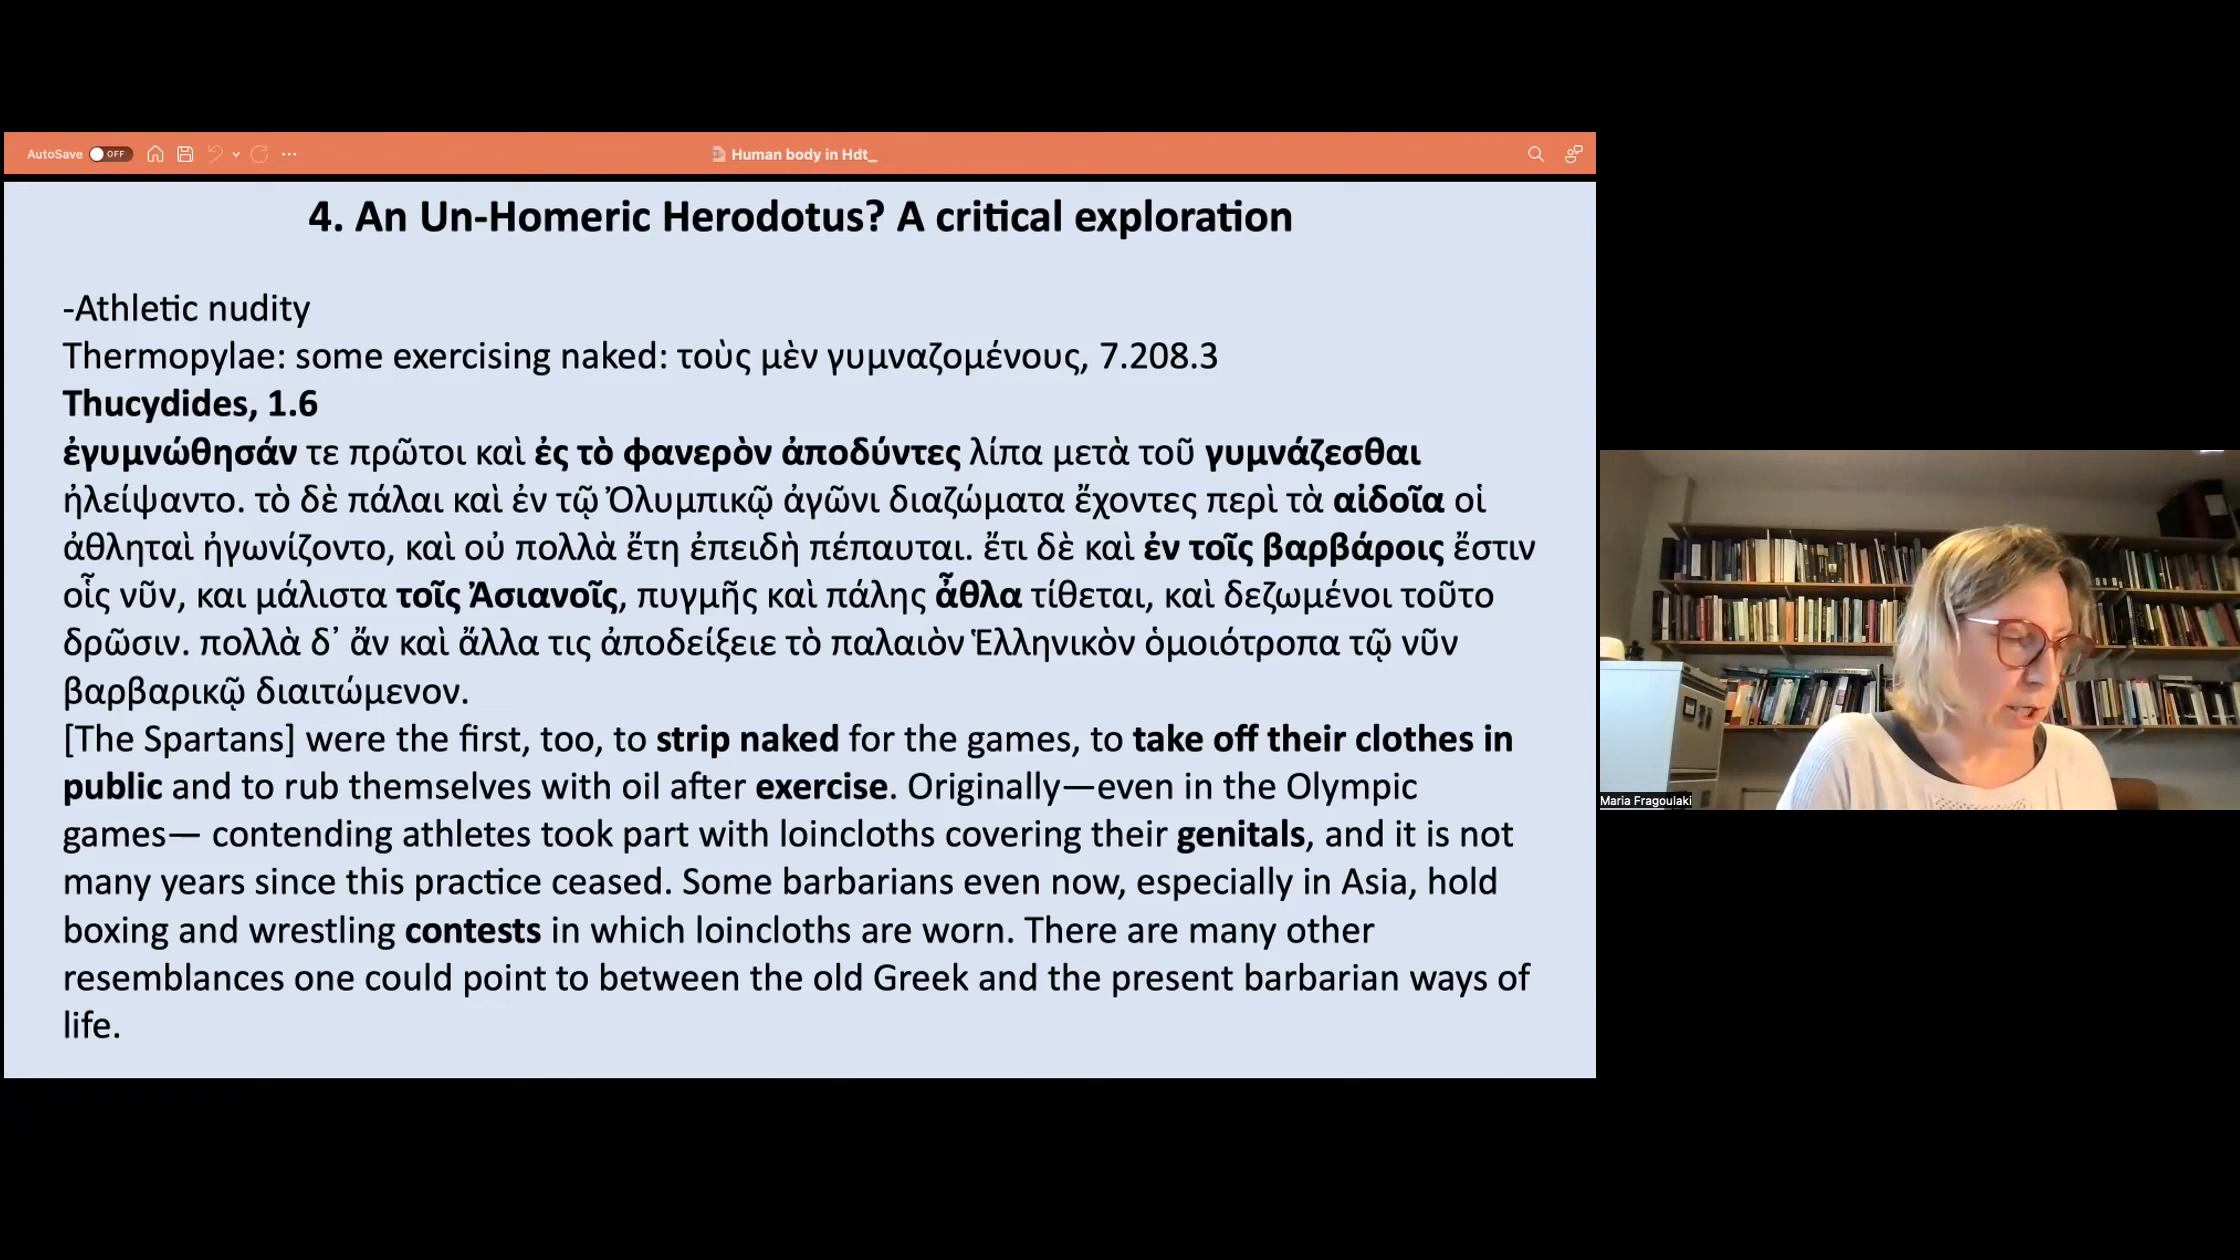 AutoSave OFF
Human body in Hdt_
4. An Un-Homeric Herodotus? A critical exploration
-Athletic nudity
Thermopylae: some exercising naked: τοὺς μὲν γυμναζομένους, 7.208.3
Thucydides, 1.6
ἐγυμνώθησάν τε πρῶτοι καὶ ἐς τὸ φανερὸν ἀποδύντες λίπα μετὰ τοῦ γυμνάζεσθαι
ἠλείψαντο. τὸ δὲ πάλαι καὶ ἐν τῷ Ὀλυμπικῷ ἀγῶνι διαζώματα ἔχοντες περὶ τὰ αἰδοῖα οἱ
ἀθληταὶ ἠγωνίζοντο, καὶ οὐ πολλὰ ἔτη ἐπειδὴ πέπαυται. ἔτι δὲ καὶ ἐν τοῖς βαρβάροις ἔστιν
οἷς νῦν, και μάλιστα τοῖς Ἀσιανοῖς, πυγμῆς καὶ πάλης ἆθλα τίθεται, καὶ δεζωμένοι τοῦτο
δρῶσιν. πολλὰ δ᾽ ἂν καὶ ἄλλα τις ἀποδείξειε τὸ παλαιὸν Ἑλληνικὸν ὁμοιότροπα τῷ νῦν
βαρβαρικῷ διαιτώμενον.
[The Spartans] were the first, too, to strip naked for the games, to take off their clothes in
public and to rub themselves with oil after exercise. Originally—even in the Olympic
games— contending athletes took part with loincloths covering their genitals, and it is not
many years since this practice ceased. Some barbarians even now, especially in Asia, hold
boxing and wrestling contests in which loincloths are worn. There are many other
resemblances one could point to between the old Greek and the present barbarian ways of
life.
Maria Fragoulaki